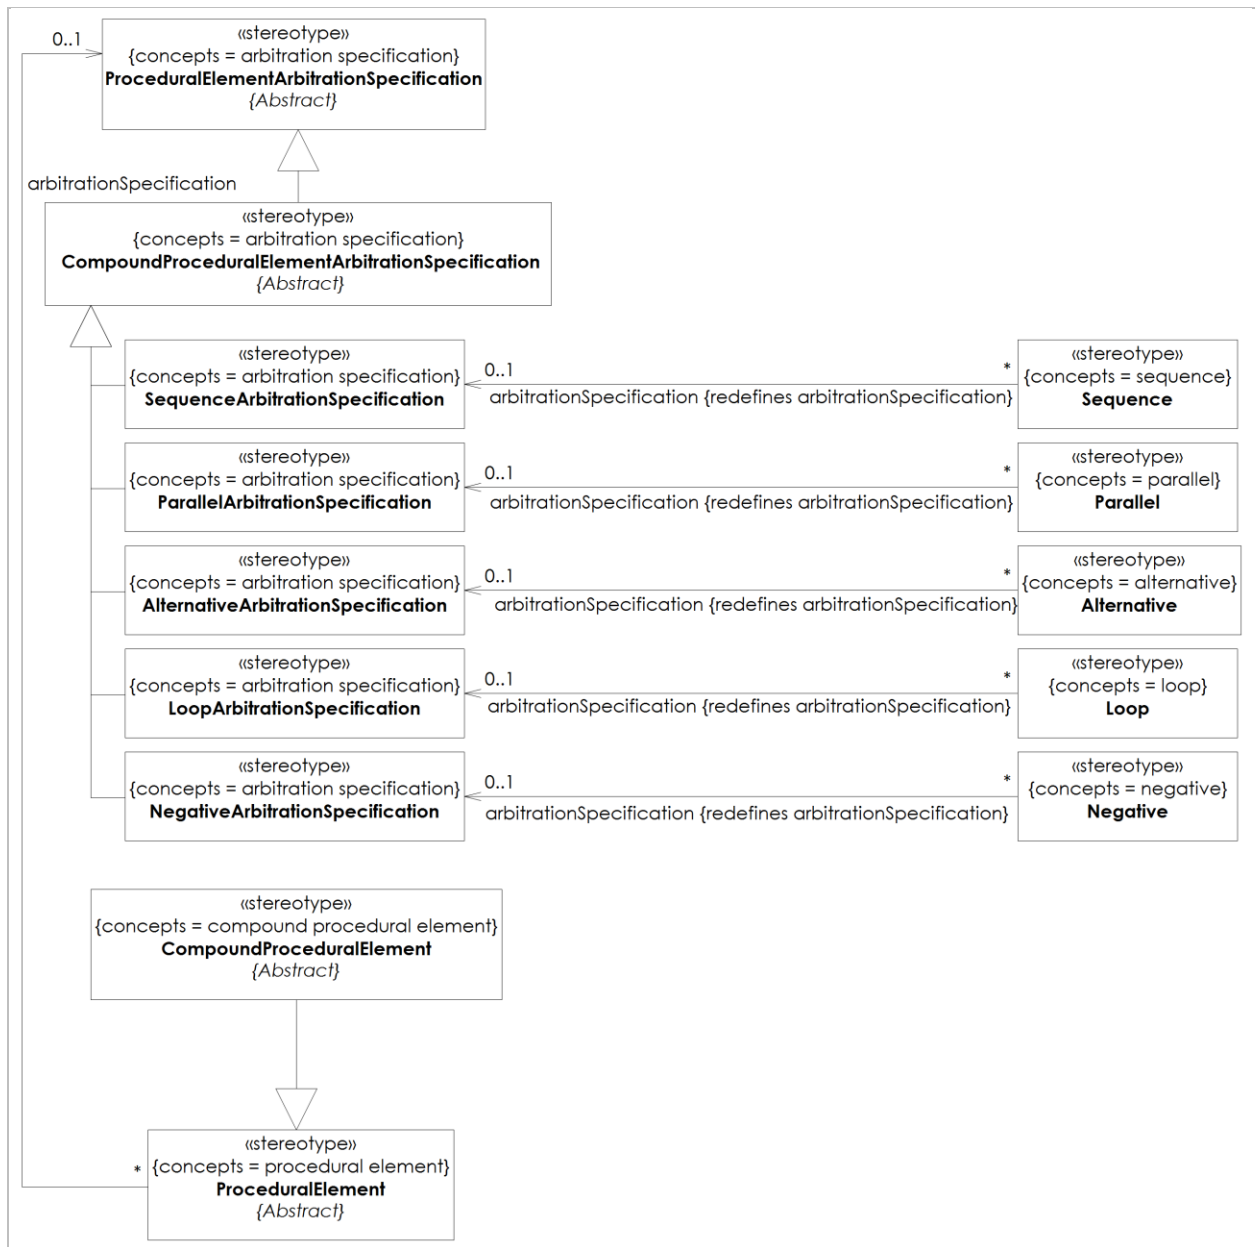 0..1
«stereotype»
{concepts = arbitration specification}
ProceduralElementArbitrationSpecification
{Abstract}
arbitrationSpecification
«stereotype»
{concepts = arbitration specification}
CompoundProceduralElementArbitrationSpecification
{Abstract}
«stereotype»
{concepts = arbitration specification}
SequenceArbitrationSpecification
0..1
*
arbitrationSpecification {redefines arbitrationSpecification}
«stereotype»
{concepts = sequence}
Sequence
«stereotype»
{concepts = arbitration specification}
ParallelArbitrationSpecification
0..1
*
arbitrationSpecification {redefines arbitrationSpecification}
«stereotype»
{concepts = parallel}
Parallel
«stereotype»
{concepts = arbitration specification}
AlternativeArbitrationSpecification
0..1
*
arbitrationSpecification {redefines arbitrationSpecification}
«stereotype»
{concepts = alternative}
Alternative
«stereotype»
{concepts = arbitration specification}
LoopArbitrationSpecification
0..1
*
arbitrationSpecification {redefines arbitrationSpecification}
«stereotype»
{concepts = loop}
Loop
«stereotype»
{concepts = arbitration specification}
NegativeArbitrationSpecification
0..1
*
arbitrationSpecification {redefines arbitrationSpecification}
«stereotype»
{concepts = negative}
Negative
«stereotype»
{concepts = compound procedural element}
CompoundProceduralElement
{Abstract}
«stereotype»
*
{concepts = procedural element}
ProceduralElement
{Abstract}